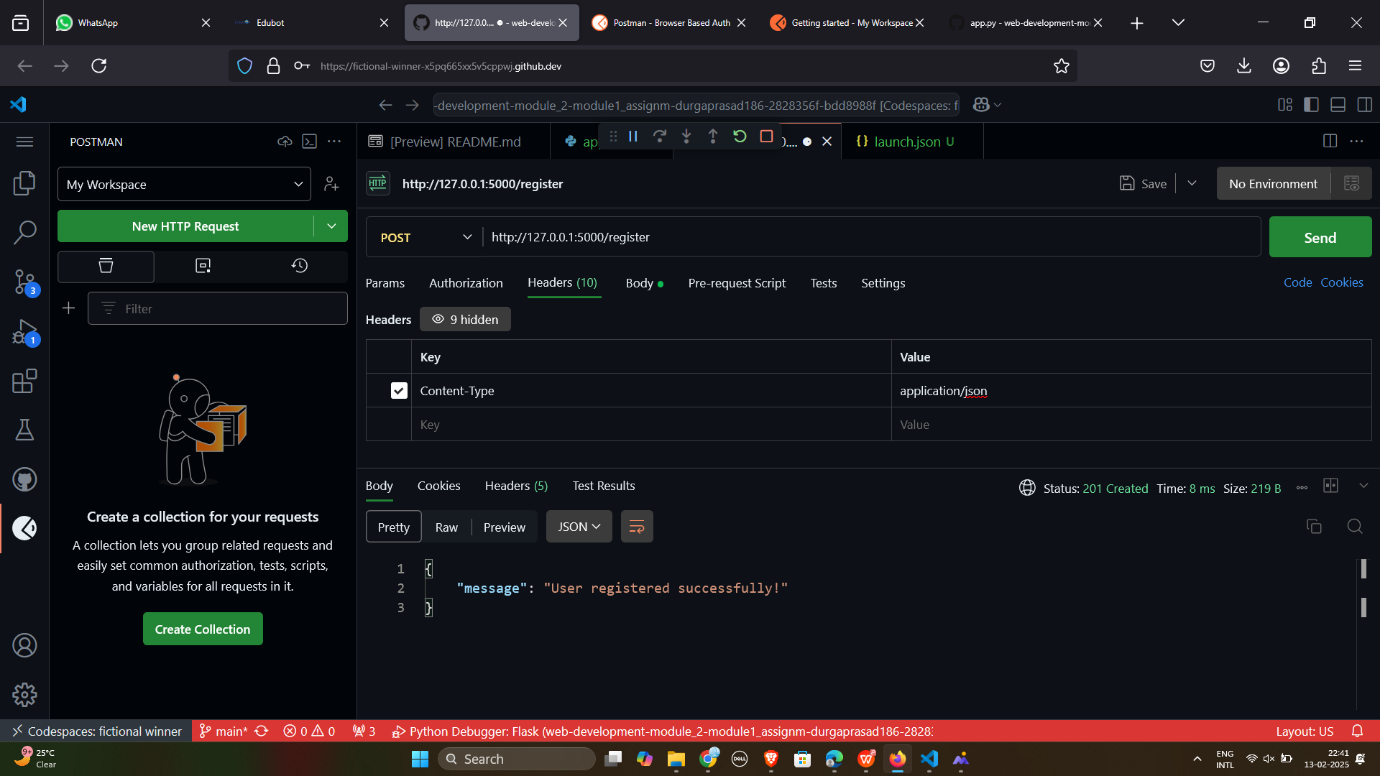 WhatsApp
Edubot
http://127.0.0.... ● - web-develo
Postman - Browser Based Auth
Getting started - My Workspace
app.py - web-development-mo
https://fictional-winner-x5pq665xx5v5cppwj.github.dev
-development-module_2-module1_assignm-durgaprasad186-2828356f-bdd8988f [Codespaces: f
POSTMAN
[Preview] README.md
ap
0....
{} launch.json U
My Workspace
http://127.0.0.1:5000/register
Save
No Environment
New HTTP Request
POST
http://127.0.0.1:5000/register
Send
Params
Authorization
Headers (10)
Body
Pre-request Script
Tests
Settings
Code
Cookies
Filter
Headers
9 hidden
Key
Value
Content-Type
application/json
Key
Value
3
1
HTTP
Body
Cookies
Headers (5)
Test Results
Status: 201 Created Time: 8 ms Size: 219 B
Pretty
Raw
Preview
JSON
1 {
2 "message": "User registered successfully!"
3 }
Create a collection for your requests
A collection lets you group related requests and
easily set common authorization, tests, scripts,
and variables for all requests in it.
Create Collection
Codespaces: fictional winner
main*
0
0
3
Python Debugger: Flask (web-development-module_2-module1_assignm-durgaprasad186-2828
Layout: US
9+
25°C
Clear
Search
DELL
ENG
INTL
22:41
13-02-2025